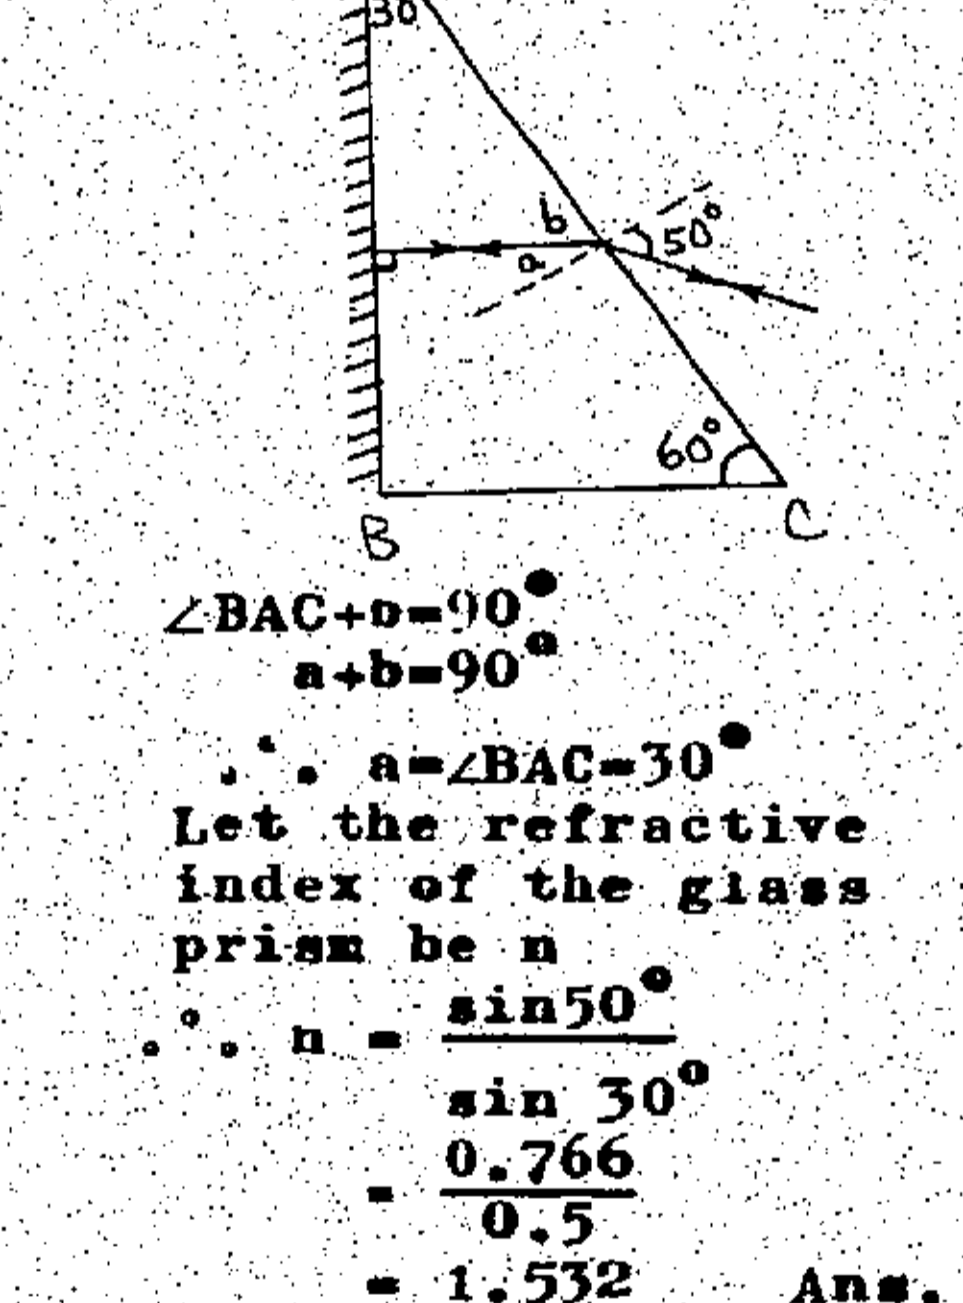 30
b
50°
a
60°
B
C
∠BAC+b=90°
a+b=90°
∴ a=∠BAC=30°
Let the refractive
index of the glass
prism be n
∴ n = sin50°
sin 30°
= 0.766
0.5
= 1.532 Ans.